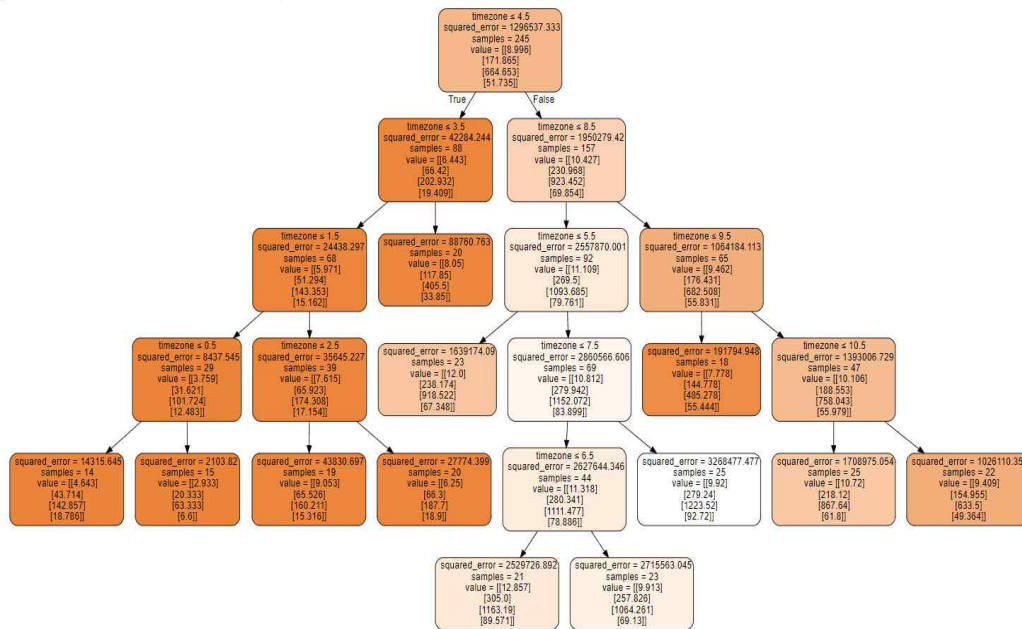 timezone ≤ 4.5
squared_error = 1296537.333
samples = 245
value = [[8.996]
[171.865]
[664.653]
[51.735]]
True
False
timezone ≤ 3.5
squared_error = 42284.244
samples = 88
value = [[6.443]
[66.42]
[202.932]
[19.409]]
timezone ≤ 8.5
squared_error = 1950279.42
samples = 157
value = [[10.427]
[230.968]
[923.452]
[69.854]]
timezone ≤ 1.5
squared_error = 24438.297
samples = 68
value = [[5.971]
[51.294]
[143.353]
[15.162]]
squared_error = 88760.763
samples = 20
value = [[8.05]
[117.85]
[405.5]
[33.85]]
timezone ≤ 5.5
squared_error = 2557870.001
samples = 92
value = [[11.109]
[269.5]
[1093.685]
[79.761]]
timezone ≤ 9.5
squared_error = 1064184.113
samples = 65
value = [[9.462]
[176.431]
[682.508]
[55.831]]
timezone ≤ 0.5
squared_error = 8437.545
samples = 29
value = [[3.759]
[31.621]
[101.724]
[12.483]]
timezone ≤ 2.5
squared_error = 35645.227
samples = 39
value = [[7.615]
[65.923]
[174.308]
[17.154]]
squared_error = 1639174.09
samples = 23
value = [[12.0]
[238.174]
[918.522]
[67.348]]
timezone ≤ 7.5
squared_error = 2860566.606
samples = 69
value = [[10.812]
[279.942]
[1152.072]
[83.899]]
squared_error = 191794.948
samples = 18
value = [[7.778]
[144.778]
[485.278]
[55.444]]
timezone ≤ 10.5
squared_error = 1393006.729
samples = 47
value = [[10.106]
[188.553]
[758.043]
[55.979]]
squared_error = 14315.645
samples = 14
value = [[4.643]
[43.714]
[142.857]
[18.786]]
squared_error = 2103.82
samples = 15
value = [[2.933]
[20.333]
[63.333]
[6.6]]
squared_error = 43830.697
samples = 19
value = [[9.053]
[65.526]
[160.211]
[15.316]]
squared_error = 27774.399
samples = 20
value = [[6.25]
[66.3]
[187.7]
[18.9]]
timezone ≤ 6.5
squared_error = 2627644.346
samples = 44
value = [[11.318]
[280.341]
[1111.477]
[78.886]]
squared_error = 3268477.477
samples = 25
value = [[9.92]
[279.24]
[1223.52]
[92.72]]
squared_error = 1708975.054
samples = 25
value = [[10.72]
[218.12]
[867.64]
[61.8]]
squared_error = 1026110.35
samples = 22
value = [[9.409]
[154.955]
[633.5]
[49.364]]
squared_error = 2529726.892
samples = 21
value = [[12.857]
[305.0]
[1163.19]
[89.571]]
squared_error = 2715563.045
samples = 23
value = [[9.913]
[257.826]
[1064.261]
[69.13]]